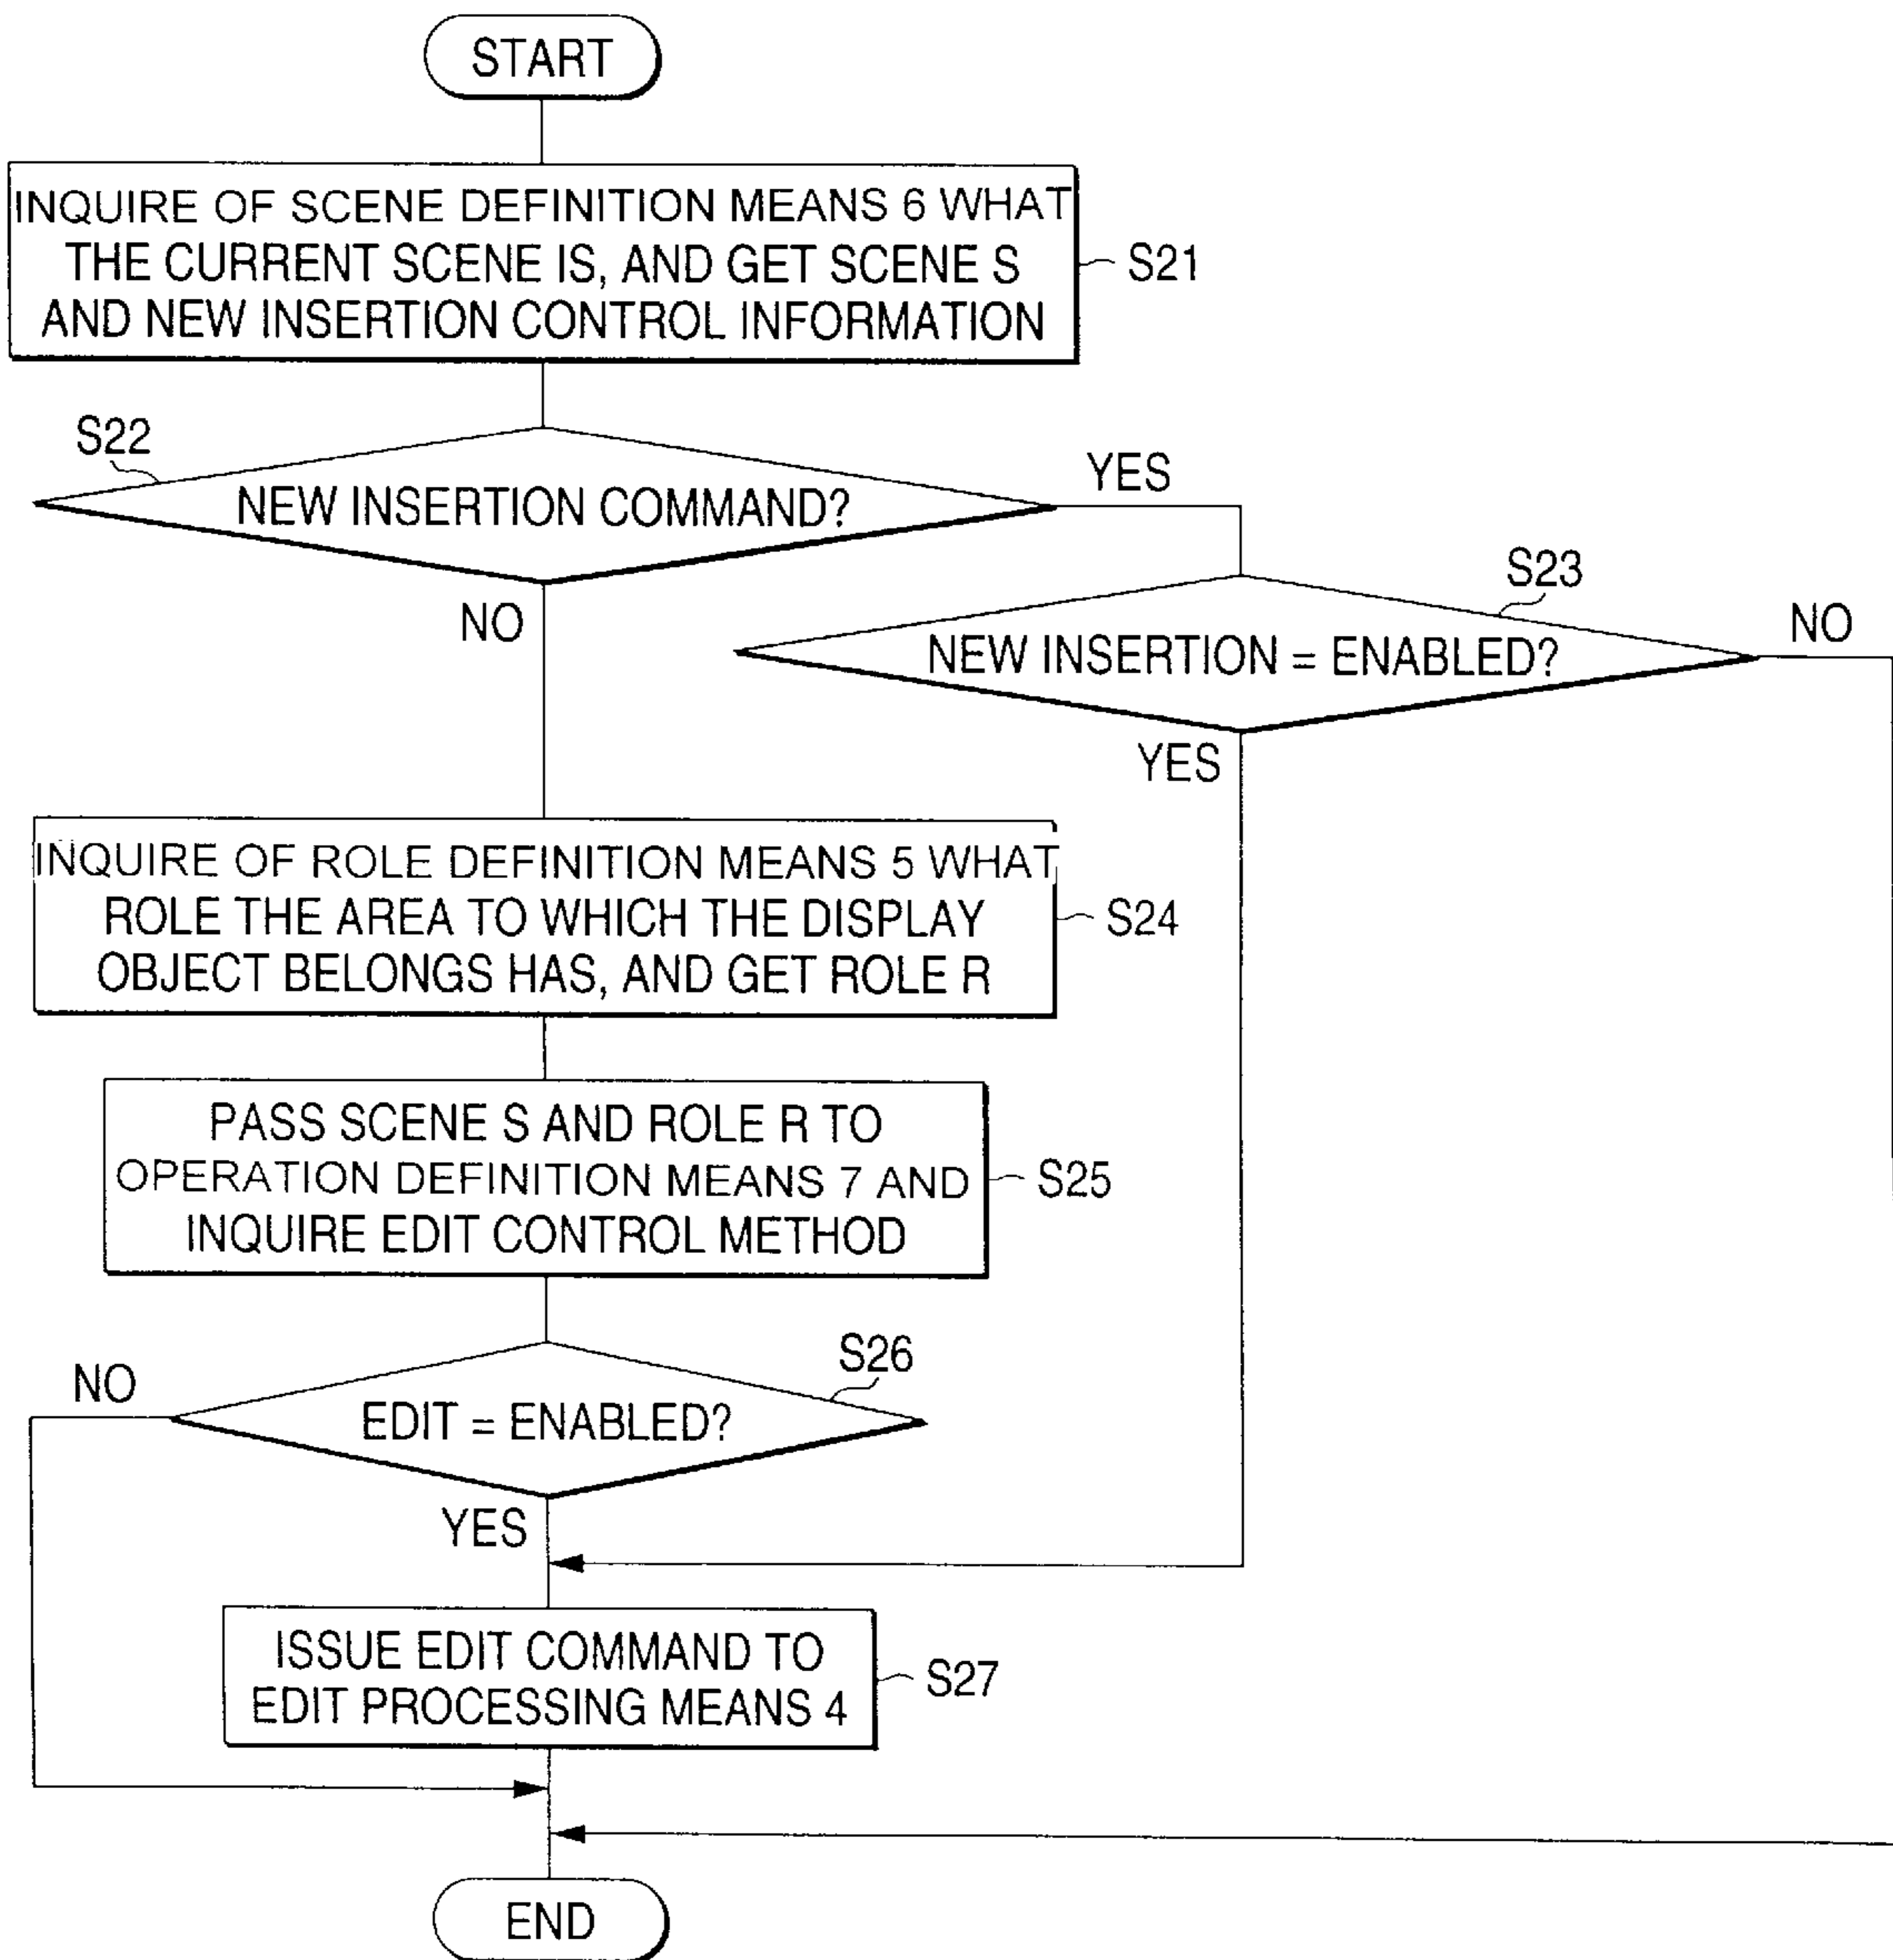 START
INQUIRE OF SCENE DEFINITION MEANS 6 WHAT
THE CURRENT SCENE IS, AND GET SCENE S
AND NEW INSERTION CONTROL INFORMATION
S21
S22
NEW INSERTION COMMAND?
YES
NO
S23
NEW INSERTION = ENABLED?
NO
YES
INQUIRE OF ROLE DEFINITION MEANS 5 WHAT
ROLE THE AREA TO WHICH THE DISPLAY
OBJECT BELONGS HAS, AND GET ROLE R
S24
PASS SCENE S AND ROLE R TO
OPERATION DEFINITION MEANS 7 AND
INQUIRE EDIT CONTROL METHOD
S25
S26
NO
EDIT = ENABLED?
YES
ISSUE EDIT COMMAND TO
EDIT PROCESSING MEANS 4
S27
END